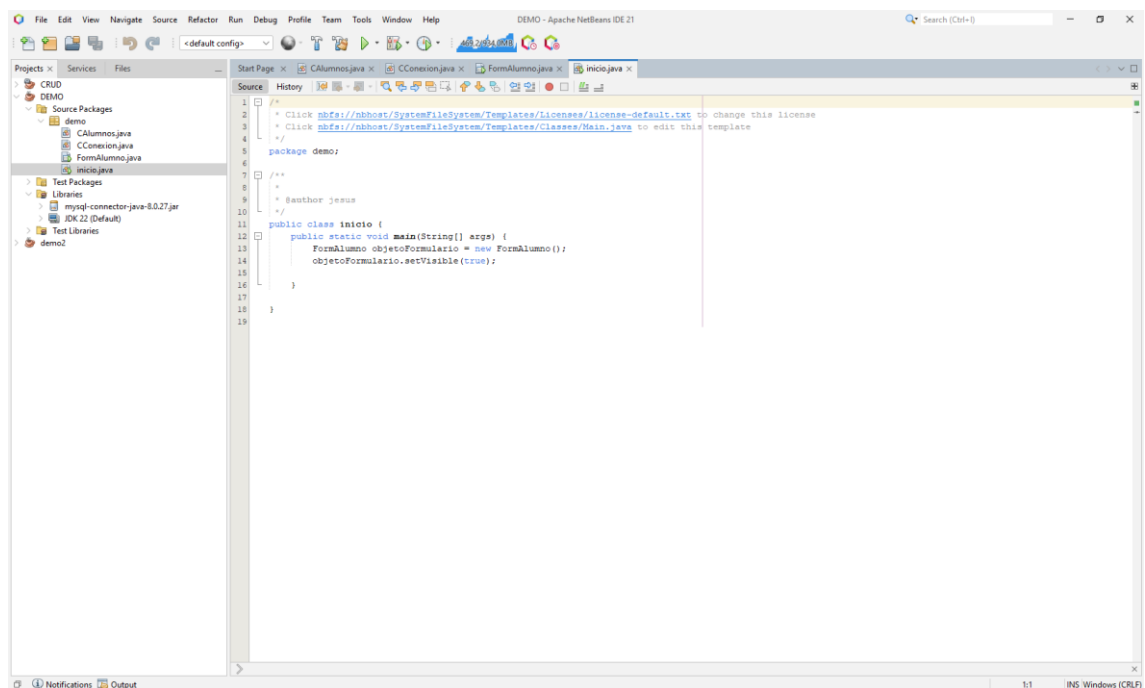 File Edit View Navigate Source Refactor Run Debug Profile Team Tools Window Help DEMO - Apache NetBeans IDE 21 Search (Ctrl+I)
<default config> 469.2/934.0MB
Projects Services Files Start Page CAlumnos.java CConexion.java FormAlumno.java inicio.java
Source History
CRUD
DEMO
Source Packages
demo
CAlumnos.java
CConexion.java
FormAlumno.java
inicio.java
Test Packages
Libraries
mysql-connector-java-8.0.27.jar
JDK 22 (Default)
Test Libraries
demo2
1 /*
2 * Click nbfs://nbhost/SystemFileSystem/Templates/Licenses/license-default.txt to change this license
3 * Click nbfs://nbhost/SystemFileSystem/Templates/Classes/Main.java to edit this template
4 */
5 package demo;
6
7 /**
8 *
9 * @author jesus
10 */
11 public class inicio {
12 public static void main(String[] args) {
13 FormAlumno objetoFormulario = new FormAlumno();
14 objetoFormulario.setVisible(true);
15
16 }
17
18 }
19
Notifications Output 1:1 INS Windows (CRLF)